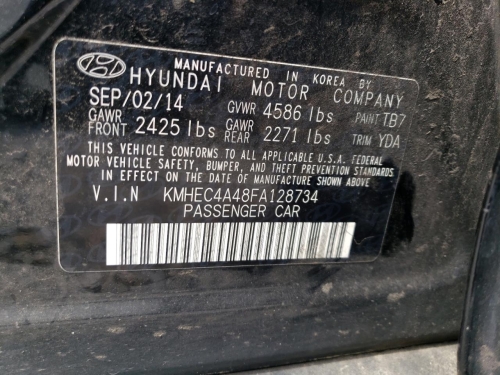 MANUFACTURED IN KOREA BY
HYUNDAI MOTOR COMPANY
SEP/02/14 GVWR 4586 lbs PAINT TB7
GAWR FRONT 2425 lbs GAWR REAR 2271 lbs TRIM YDA
THIS VEHICLE CONFORMS TO ALL APPLICABLE U.S.A. FEDERAL
MOTOR VEHICLE SAFETY, BUMPER, AND THEFT PREVENTION STANDARDS
IN EFFECT ON THE DATE OF MANUFACTURE SHOWN ABOVE.
V.I.N KMHEC4A48FA128734
PASSENGER CAR